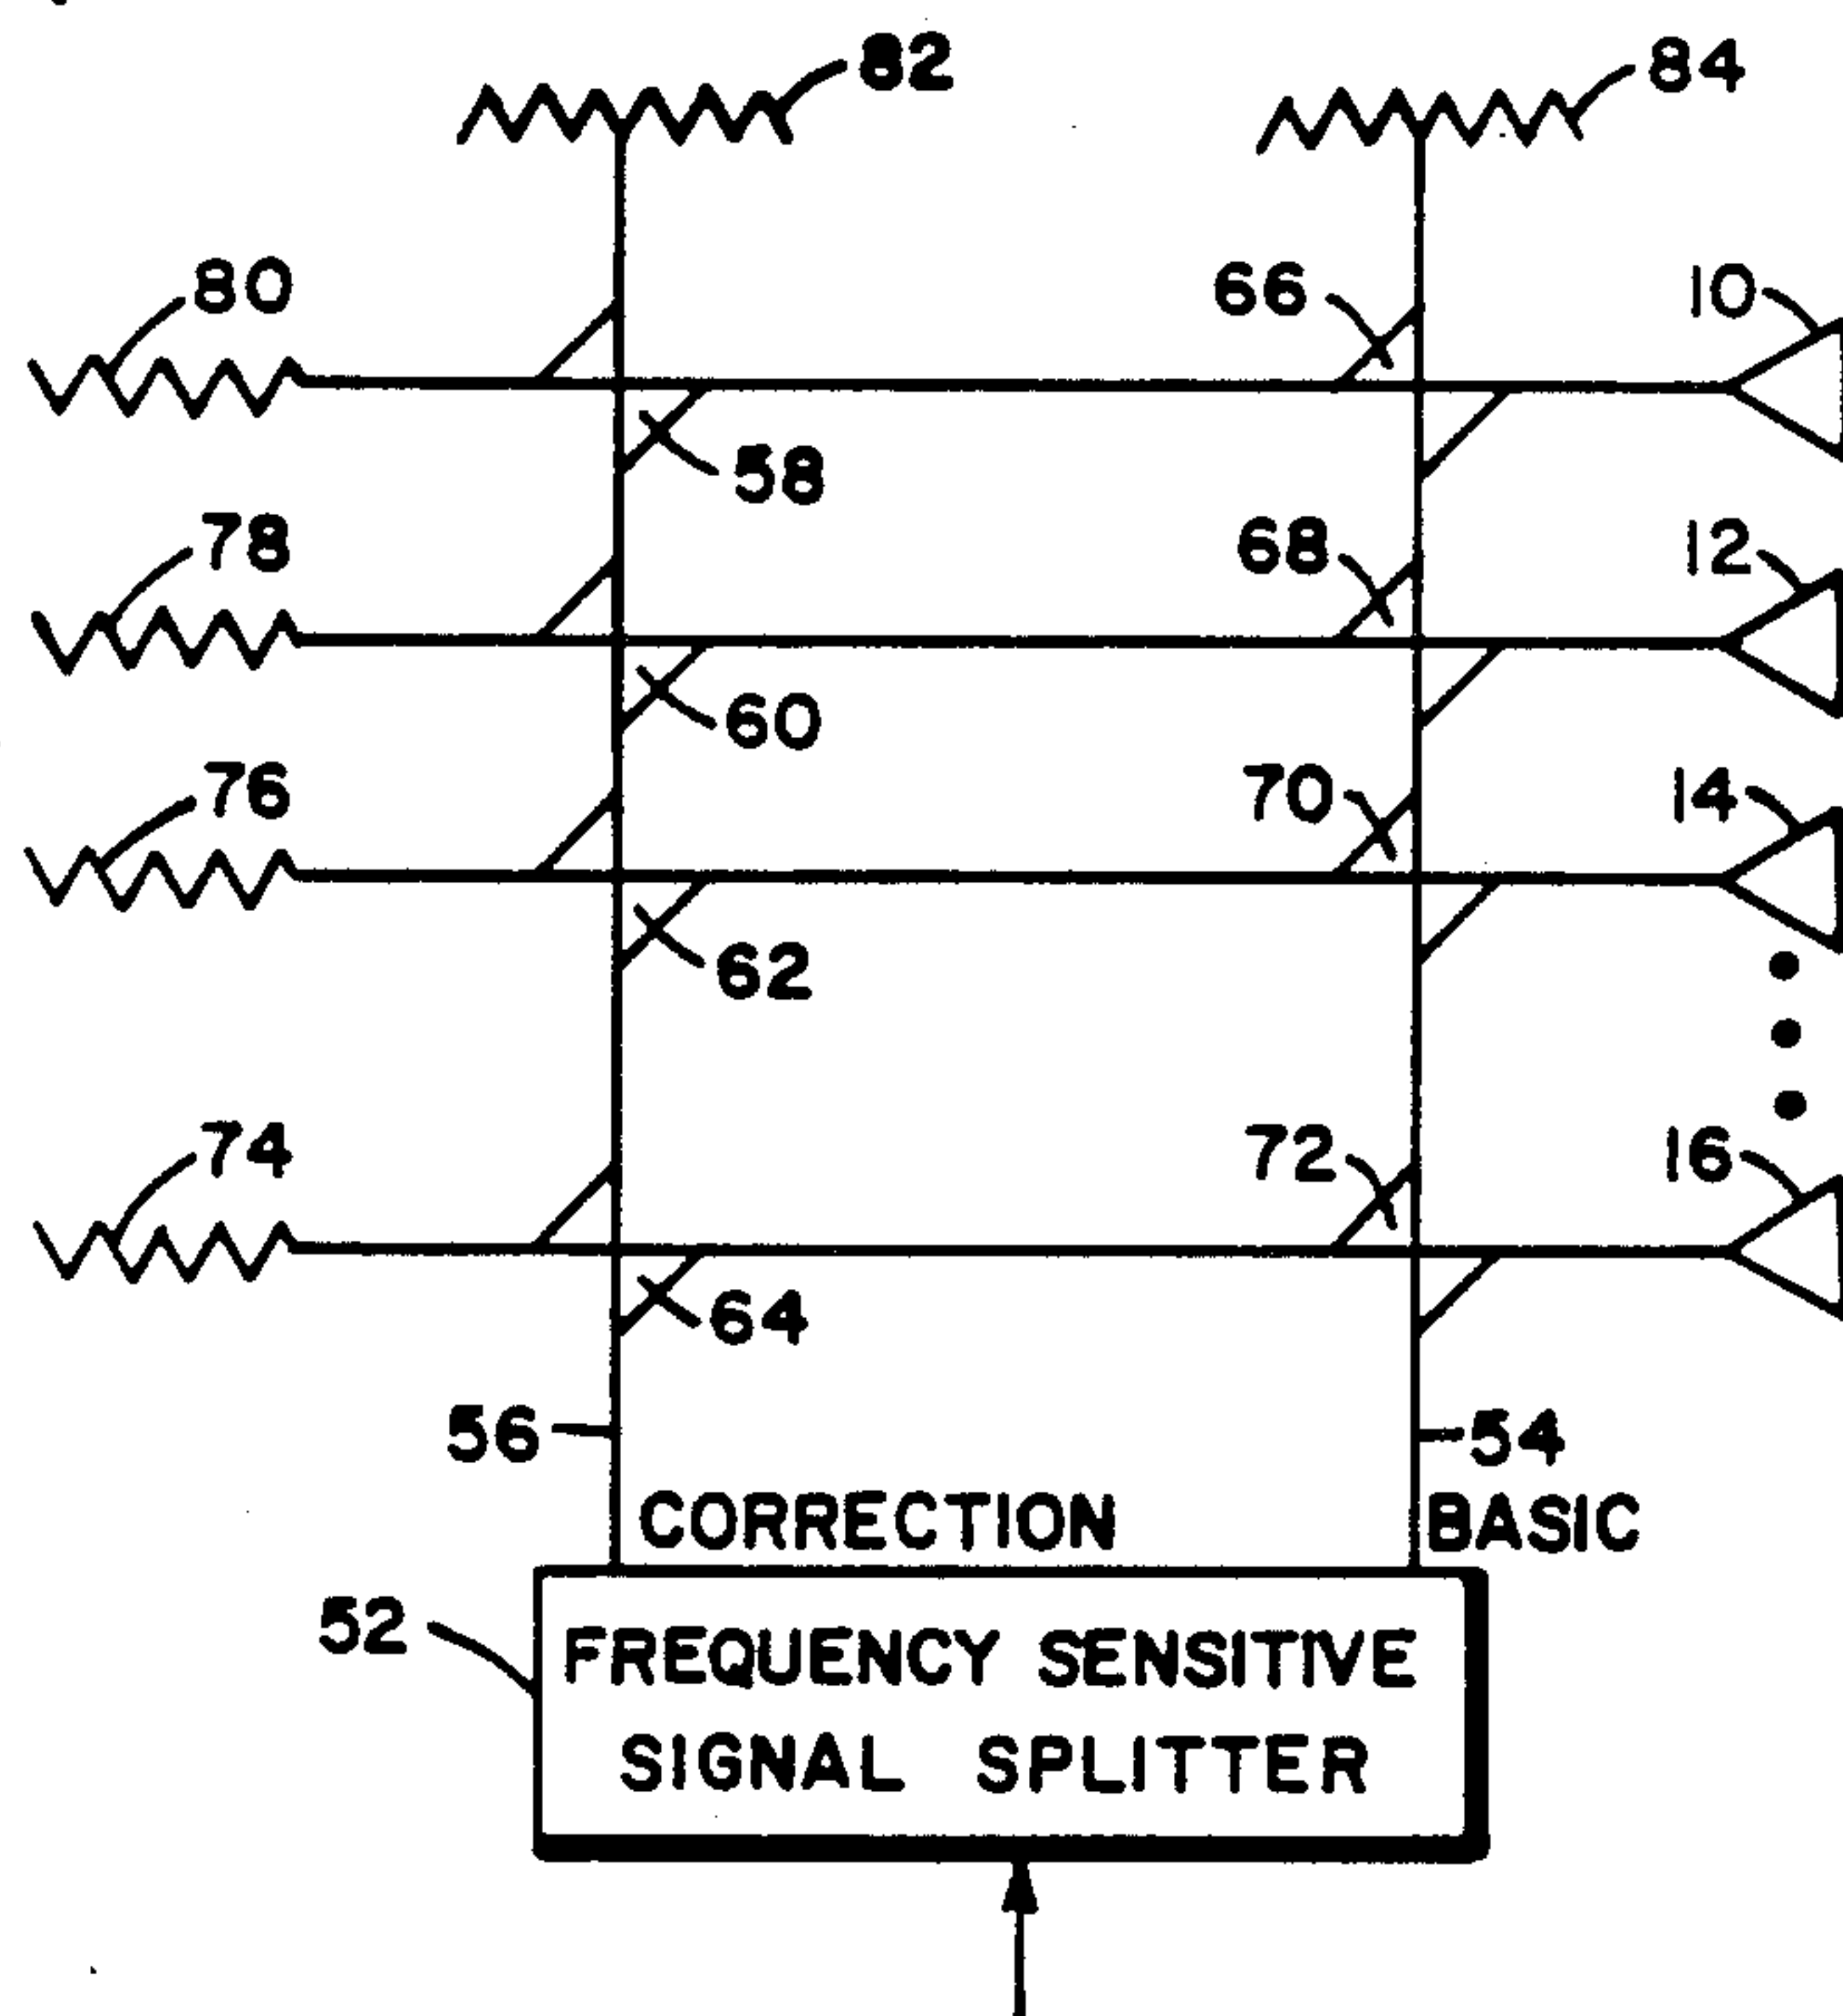 82 84
80 66 10
58
78 68 12
60
76 70 14
62
74 72 16
64
56 54
CORRECTION BASIC
52 FREQUENCY SENSITIVE
SIGNAL SPLITTER